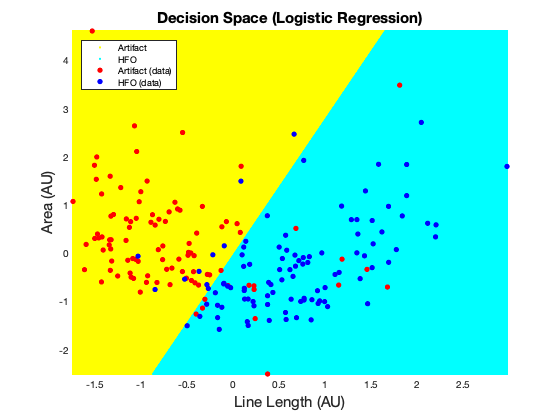 Decision Space (Logistic Regression)
Artifact
HFO
Artifact (data)
HFO (data)
Area (AU)
4
3
2
1
0
-1
-2
-1.5 -1 -0.5 0 0.5 1 1.5 2 2.5
Line Length (AU)